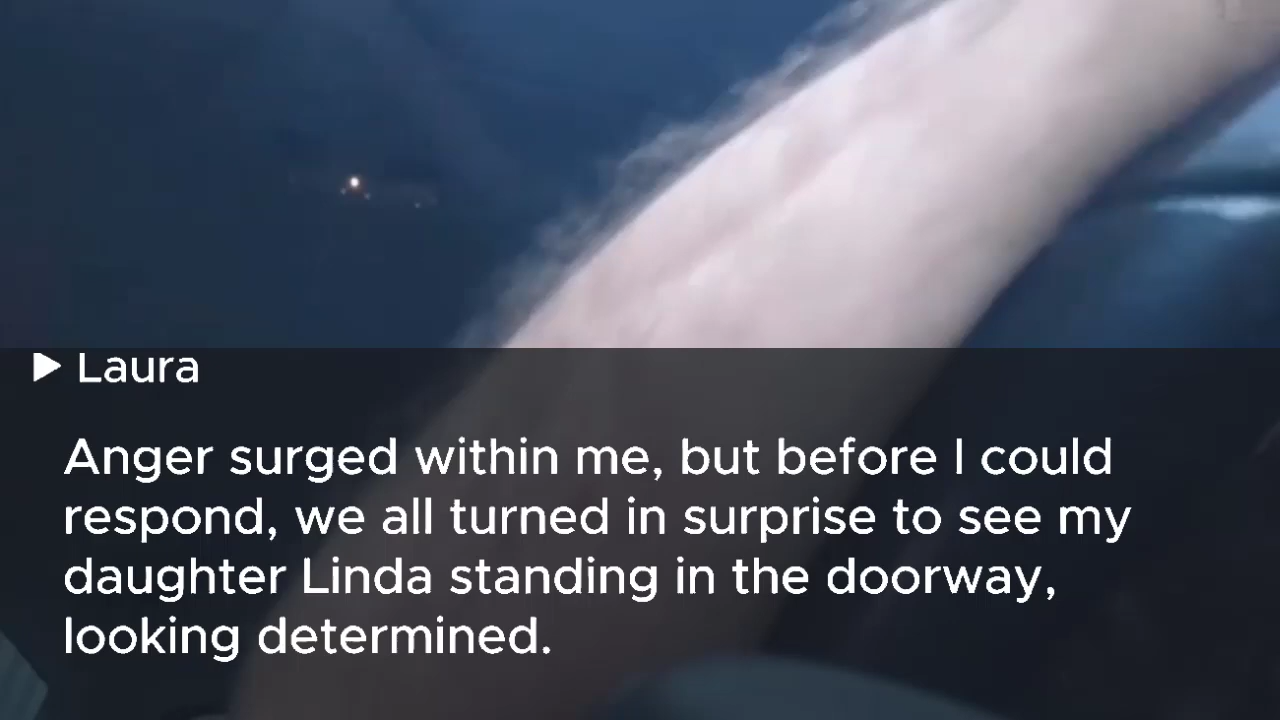 Laura
Anger surged within me, but before I could
respond, we all turned in surprise to see my
daughter Linda standing in the doorway,
looking determined.